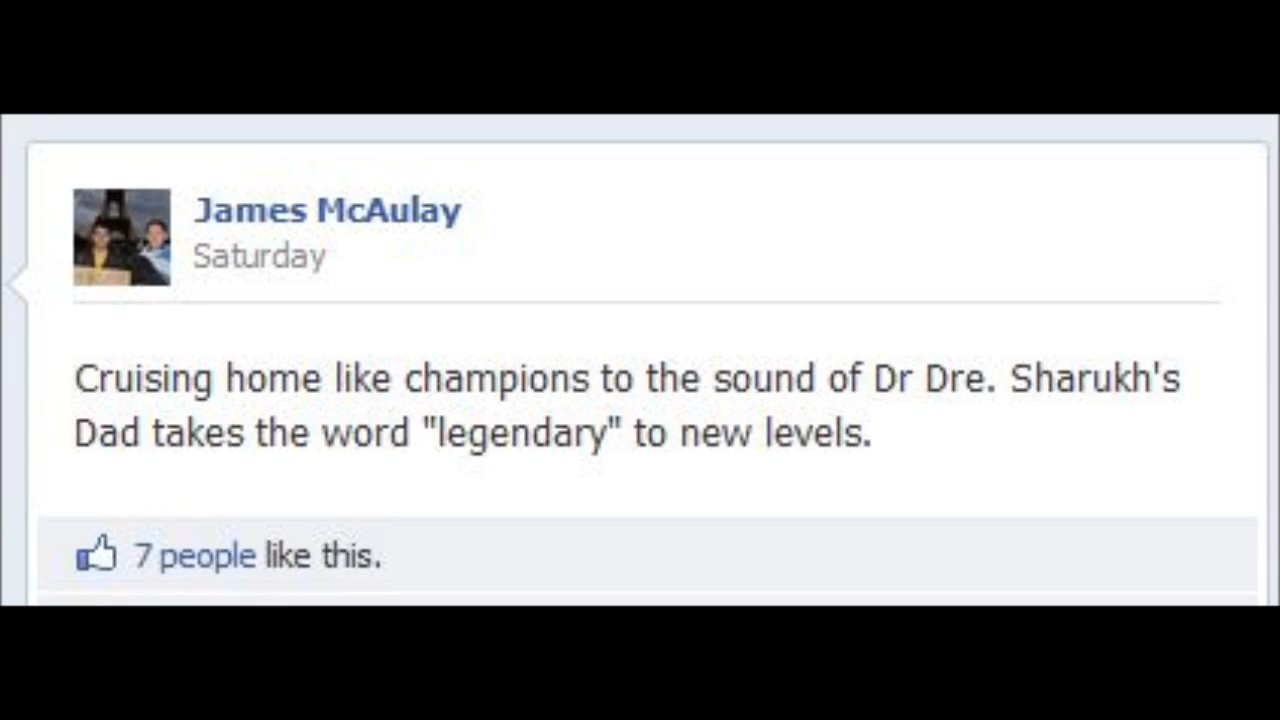 James McAulay
Saturday
Cruising home like champions to the sound of Dr Dre. Sharukh's
Dad takes the word "legendary" to new levels.
7 people like this.